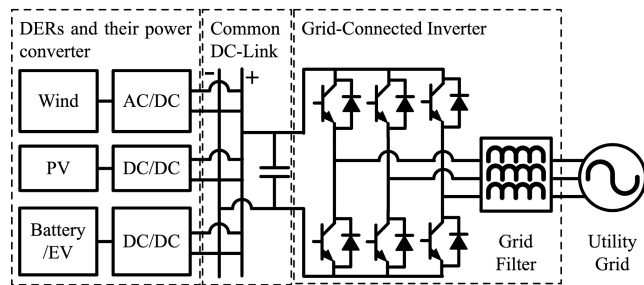 DERs and their power
converter
Common
DC-Link
Grid-Connected Inverter
− +
Wind
AC/DC
PV
DC/DC
Battery
/EV
DC/DC
Grid
Filter
Utility
Grid